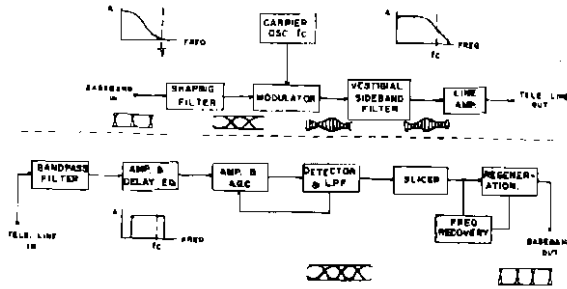 A
FREQ
CARRIER
OSC fc
A
FREQ
fc
BASEBAND
IN
SHAPING
FILTER
MODULATOR
VESTIGIAL
SIDEBAND
FILTER
LINE
AMP.
TELE. LINE
OUT
BANDPASS
FILTER
AMP. &
DELAY EQ.
AMP. &
AGC
DETECTOR
& LPF
SLICER
REGENER-
ATION.
FREQ
RECOVERY
TELE. LINE
IN
A
FREQ
fc
BASEBAND
OUT